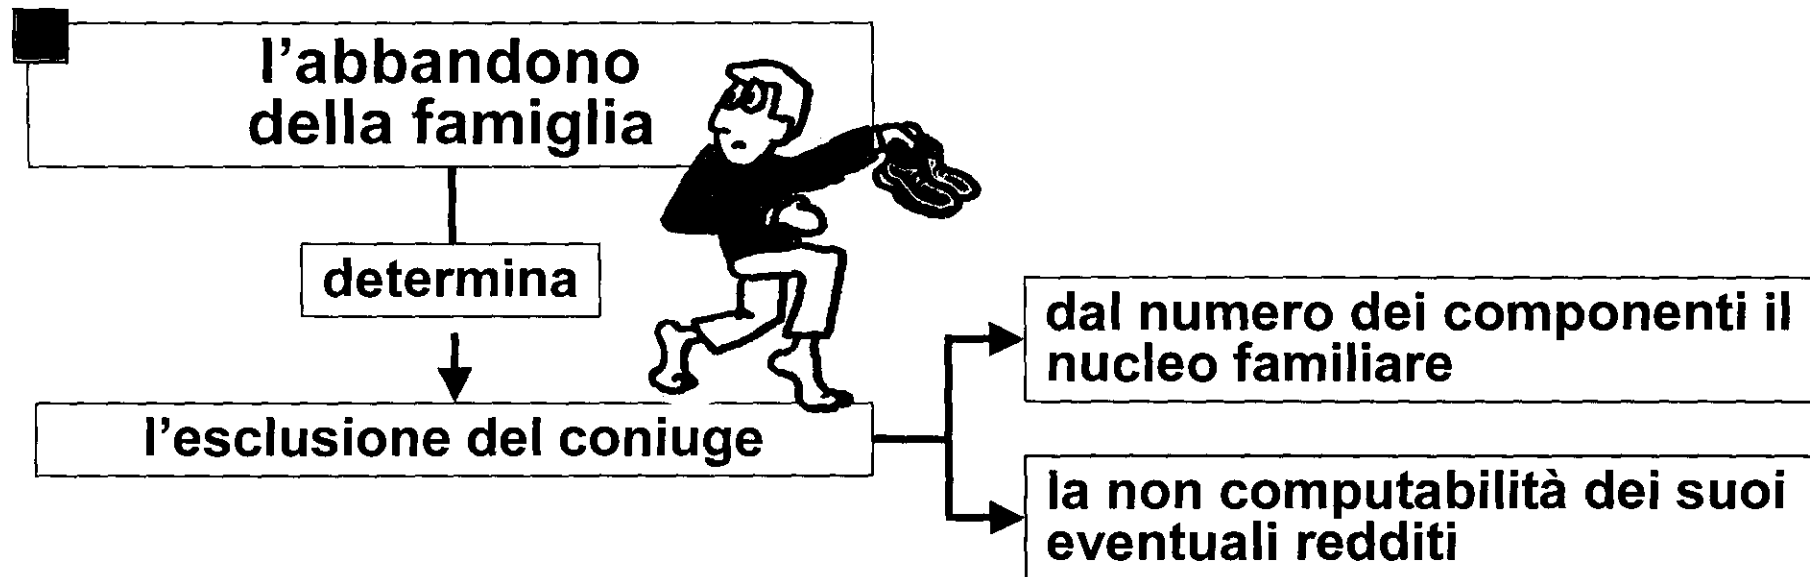 l'abbandono
della famiglia
determina
l'esclusione del coniuge
dal numero dei componenti il
nucleo familiare
la non computabilità dei suoi
eventuali redditi